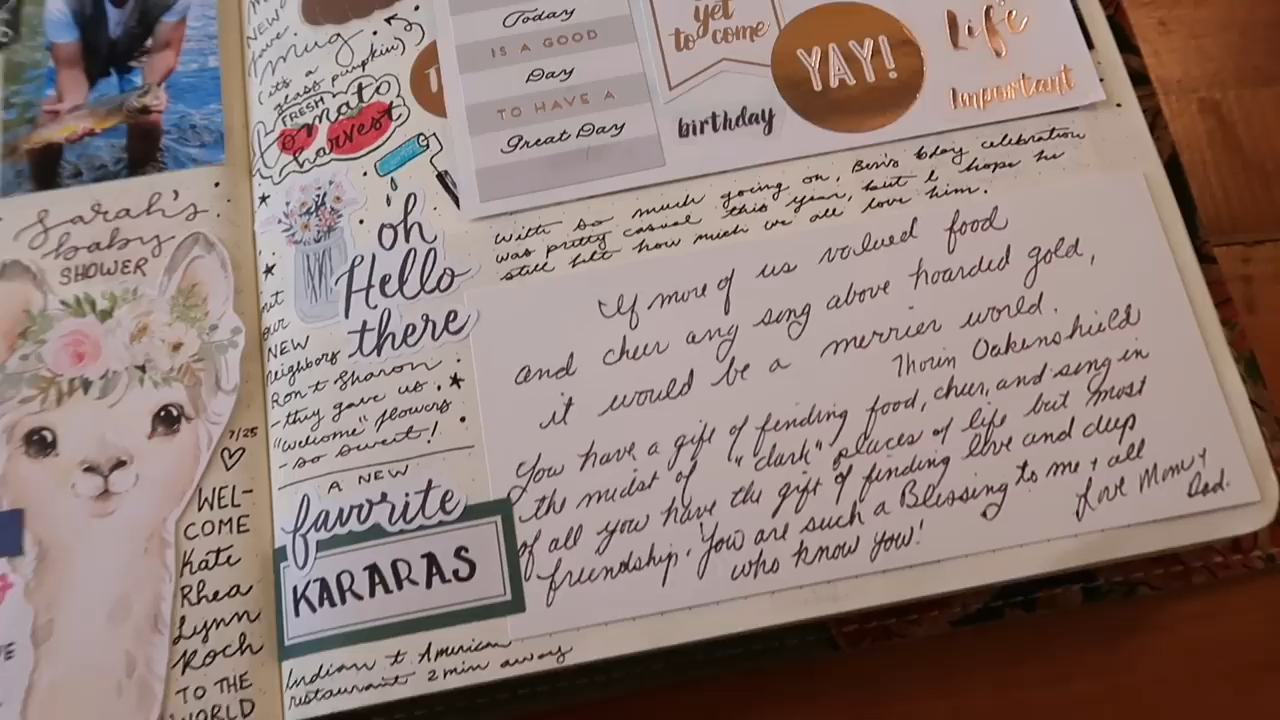 NEW
have
mug.
(it's a
glass pumpkin)
FRESH
tomato
harvest
Sarah's
baby
SHOWER
7/25
WEL-
COME
Kate
Rhea
Lynn
Roch
TO THE
WORLD
oh
Hello
there
our
NEW
neighbors
Ron + Sharon
- they gave us
"welcome" flowers
- so sweet!
A NEW
favorite
KARARAS
Indian & American
restaurant 2 min away
Today
IS A GOOD
Day
TO HAVE A
Great Day
yet
to come
birthday
YAY!
Life
important
With so much going on, Ben's bday celebration
was pretty casual this year, but I hope he
still felt how much we all love him.
If more of us valued food
and cheer ang sing above hoarded gold,
it would be a merrier world.
Thorin Oakenshield
You have a gift of finding food, cheer, and sing in
the midst of "dark" places of life but most
of all you have the gift of finding love and deep
friendship. You are such a Blessing to me + all
who know you!
Love Mom +
Dad.